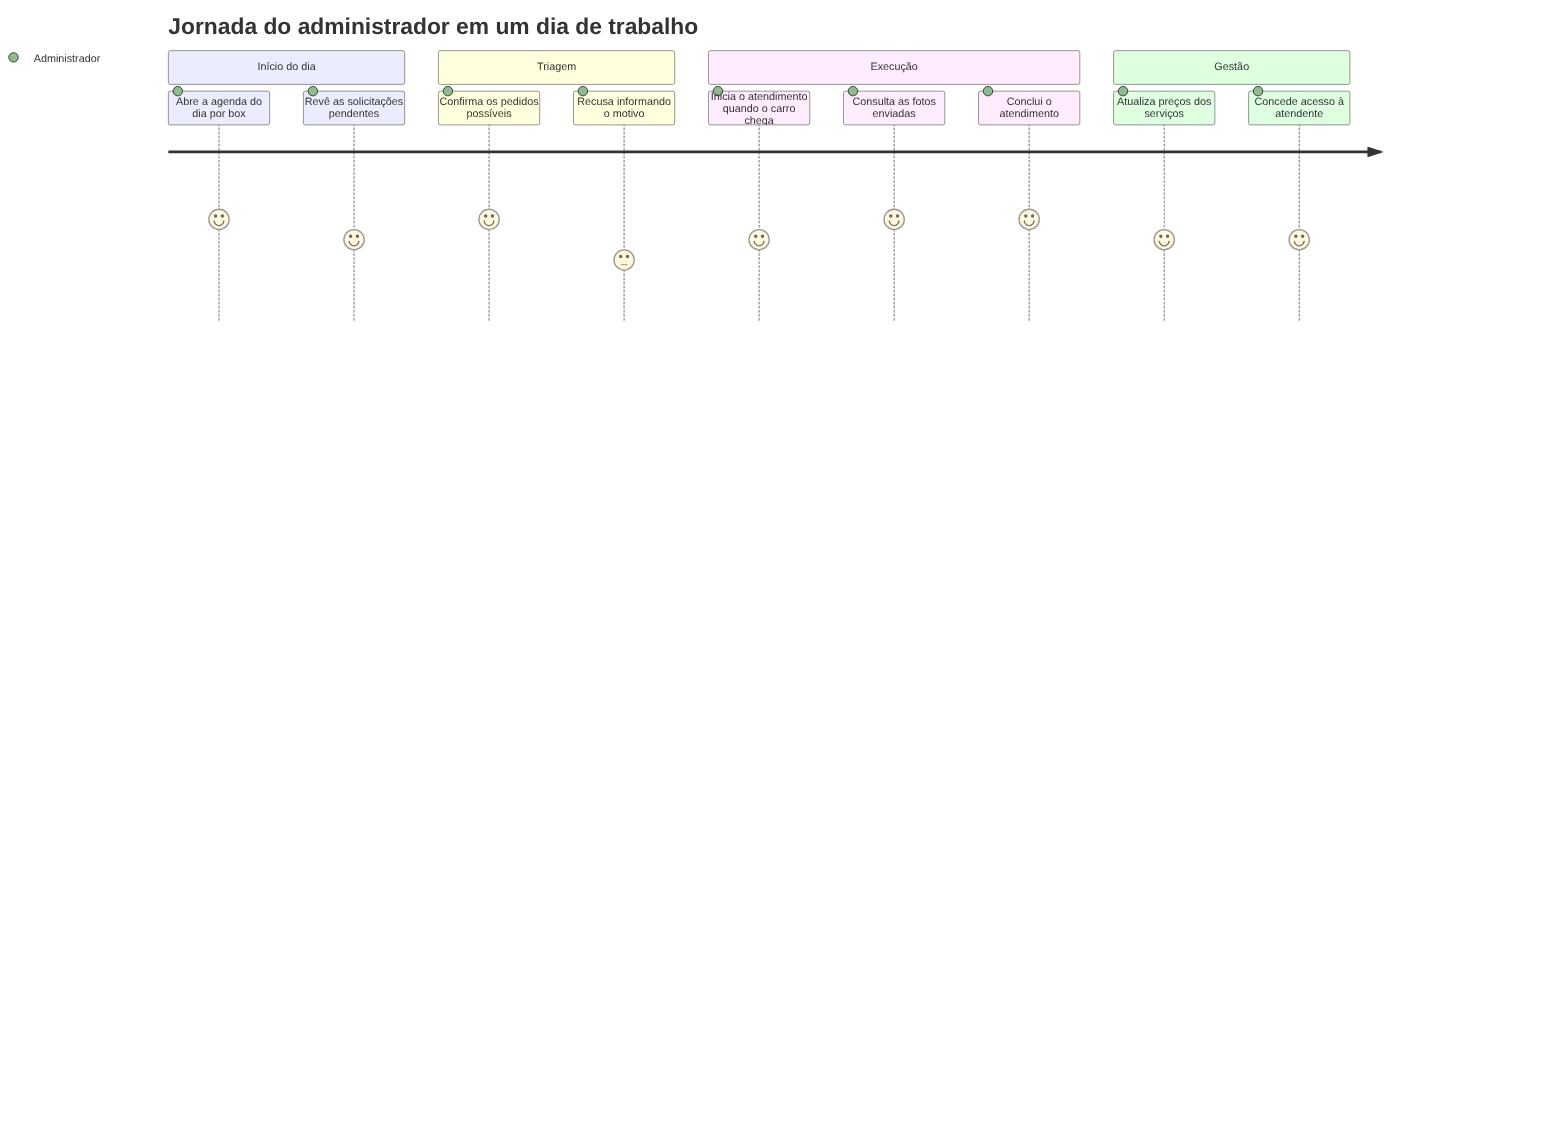 Jornada do administrador em um dia de trabalho
Administrador
Início do dia
Triagem
Execução
Gestão
Abre a agenda do
dia por box
Revê as solicitações
pendentes
Confirma os pedidos
possíveis
Recusa informando
o motivo
Inicia o atendimento
quando o carro
chega
Consulta as fotos
enviadas
Conclui o
atendimento
Atualiza preços dos
serviços
Concede acesso à
atendente